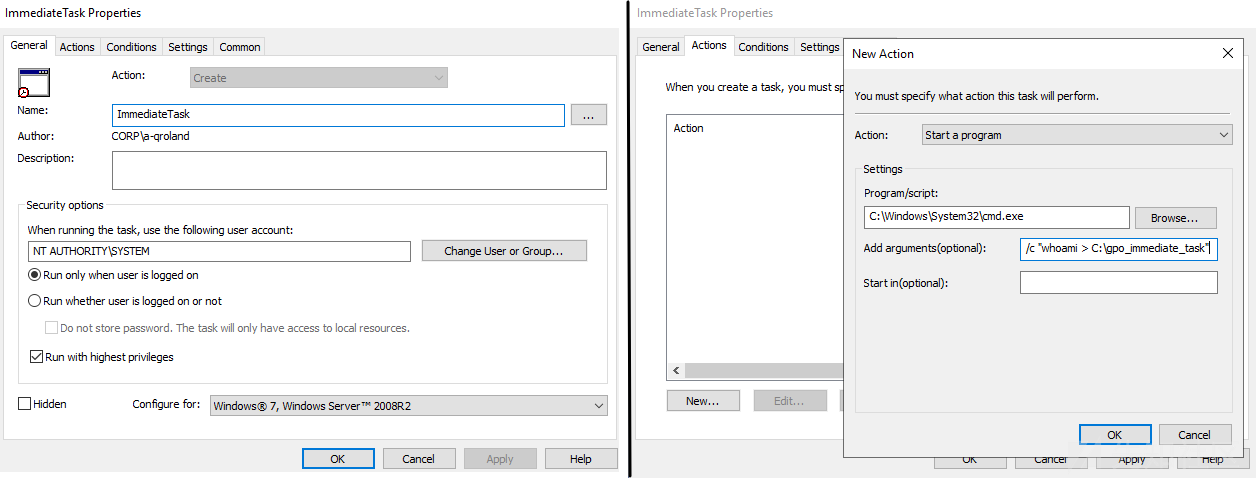 ImmediateTask Properties
General Actions Conditions Settings Common
Action: Create
Name: ImmediateTask ...
Author: CORP\a-qroland
Description:
Security options
When running the task, use the following user account:
NT AUTHORITY\SYSTEM Change User or Group...
Run only when user is logged on
Run whether user is logged on or not
Do not store password. The task will only have access to local resources.
Run with highest privileges
Hidden Configure for: Windows® 7, Windows Server™ 2008R2
OK Cancel Apply Help
ImmediateTask Properties
General Actions Conditions Settings
When you create a task, you must sp
Action
New... Edit...
OK Cancel Apply Help
New Action
You must specify what action this task will perform.
Action: Start a program
Settings
Program/script:
C:\Windows\System32\cmd.exe Browse...
Add arguments(optional): /c "whoami > C:\gpo_immediate_task"
Start in(optional):
OK Cancel